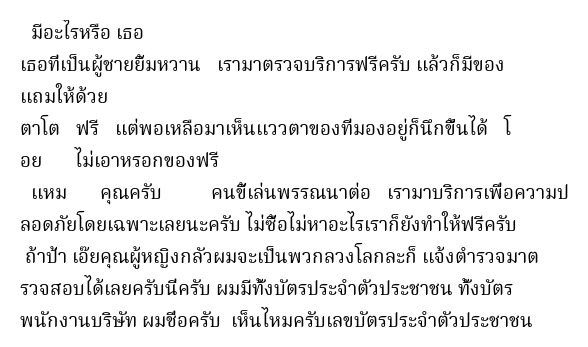 มีอะไรหรือ เธอ
เธอที่เป็นผู้ชายยิ้มหวาน เรามาตรวจบริการฟรีครับ แล้วก็มีของ
แถมให้ด้วย
ตาโต ฟรี แต่พอเหลือมาเห็นแววตาของทีมองอยู่ก็นึกขึ้นได้ โ
อย ไม่เอาหรอกของฟรี
แหม คุณครับ คนขี้เล่นพรรณนาต่อ เรามาบริการเพื่อความป
ลอดภัยโดยเฉพาะเลยนะครับ ไม่ซื้อไม่หาอะไรเราก็ยังทำให้ฟรีครับ
ถ้าป้า เอ๊ยคุณผู้หญิงกลัวผมจะเป็นพวกลวงโลกละก็ แจ้งตำรวจมาต
รวจสอบได้เลยครับนี่ครับ ผมมีทั้งบัตรประจำตัวประชาชน ทั้งบัตร
พนักงานบริษัท ผมชื่อครับ เห็นไหมครับเลขบัตรประจำตัวประชาชน